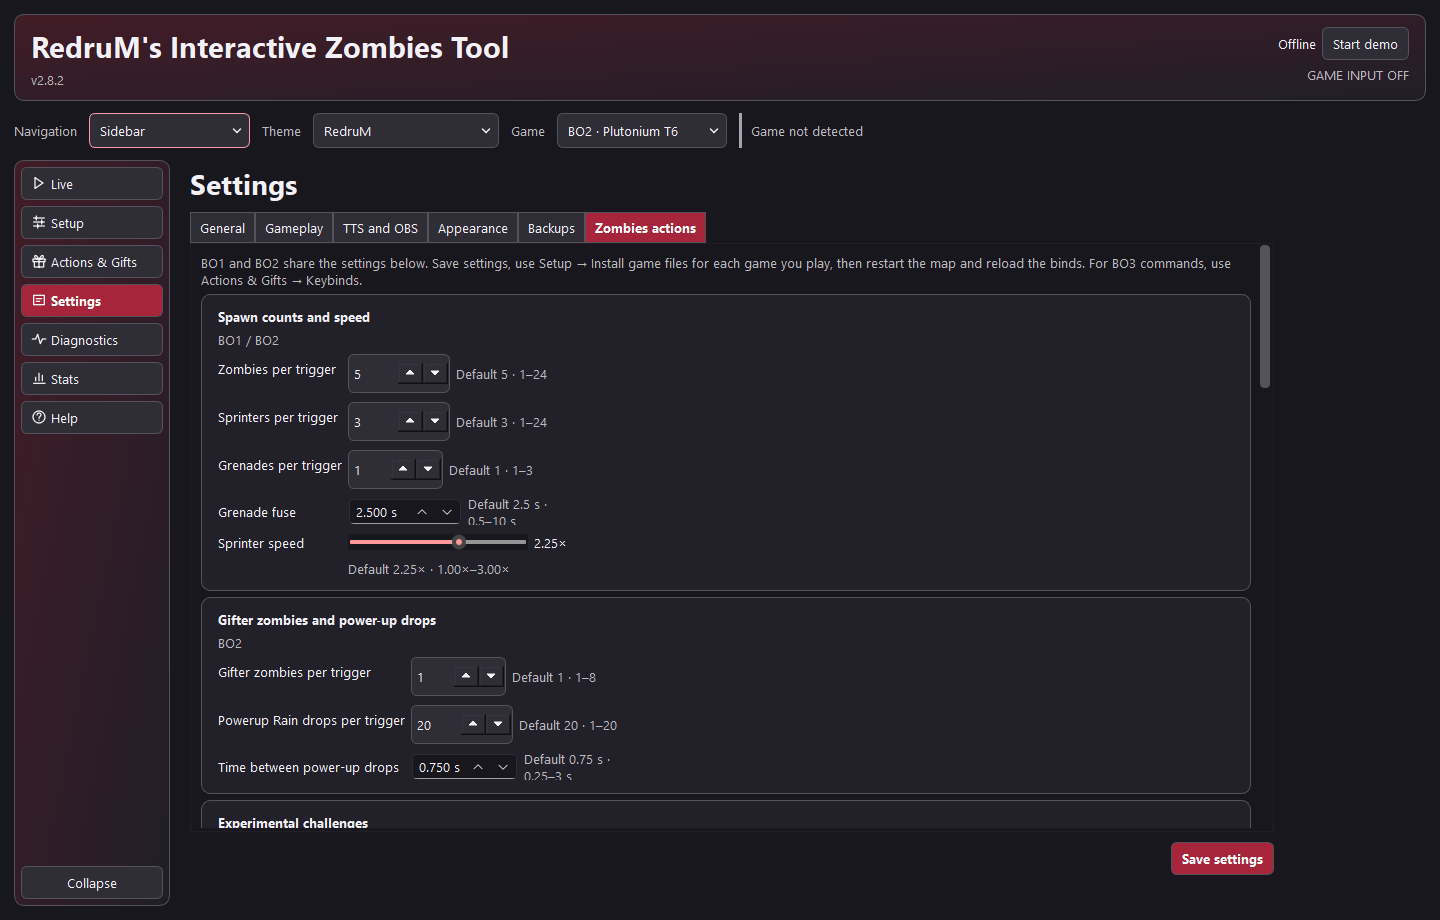 RedruM's Interactive Zombies Tool
v2.8.2
Offline
Start demo
GAME INPUT OFF
Navigation
Sidebar
Theme
RedruM
Game
BO2 · Plutonium T6
Game not detected
Live
Setup
Actions & Gifts
Settings
Diagnostics
Stats
Help
Collapse
Settings
General
Gameplay
TTS and OBS
Appearance
Backups
Zombies actions
BO1 and BO2 share the settings below. Save settings, use Setup → Install game files for each game you play, then restart the map and reload the binds. For BO3 commands, use
Actions & Gifts → Keybinds.
Spawn counts and speed
BO1 / BO2
Zombies per trigger
5
Default 5 · 1–24
Sprinters per trigger
3
Default 3 · 1–24
Grenades per trigger
1
Default 1 · 1–3
Grenade fuse
2.500 s
Default 2.5 s ·
0.5–10 s
Sprinter speed
2.25×
Default 2.25× · 1.00×–3.00×
Gifter zombies and power-up drops
BO2
Gifter zombies per trigger
1
Default 1 · 1–8
Powerup Rain drops per trigger
20
Default 20 · 1–20
Time between power-up drops
0.750 s
Default 0.75 s ·
0.25–3 s
Experimental challenges
Save settings